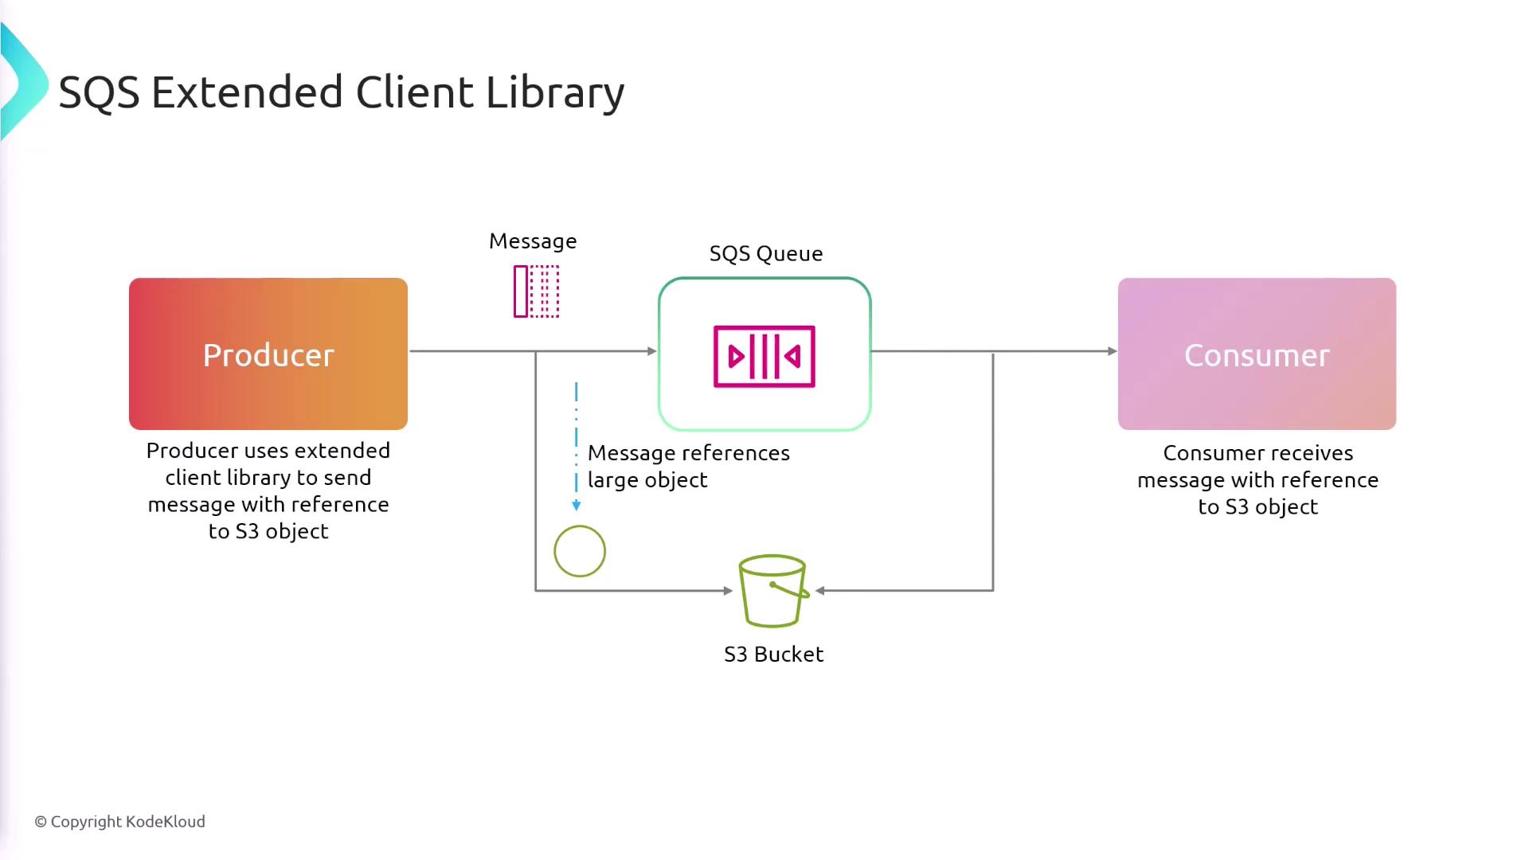 SQS Extended Client Library
Message
SQS Queue
Producer
Consumer
Producer uses extended
client library to send
message with reference
to S3 object
Message references
large object
Consumer receives
message with reference
to S3 object
S3 Bucket
© Copyright KodeKloud